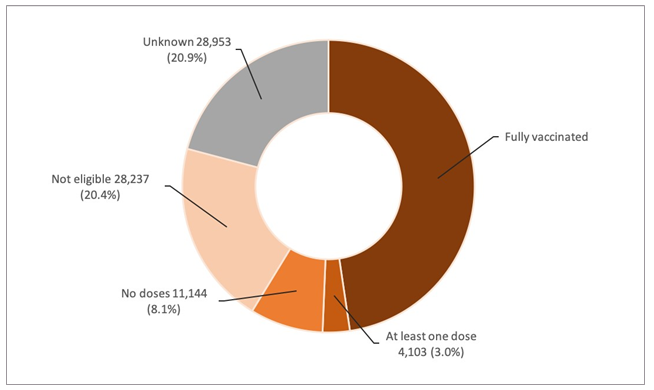 Unknown 28,953
(20.9%)
Fully vaccinated
Not eligible 28,237
(20.4%)
No doses 11,144
(8.1%)
At least one dose
4,103 (3.0%)